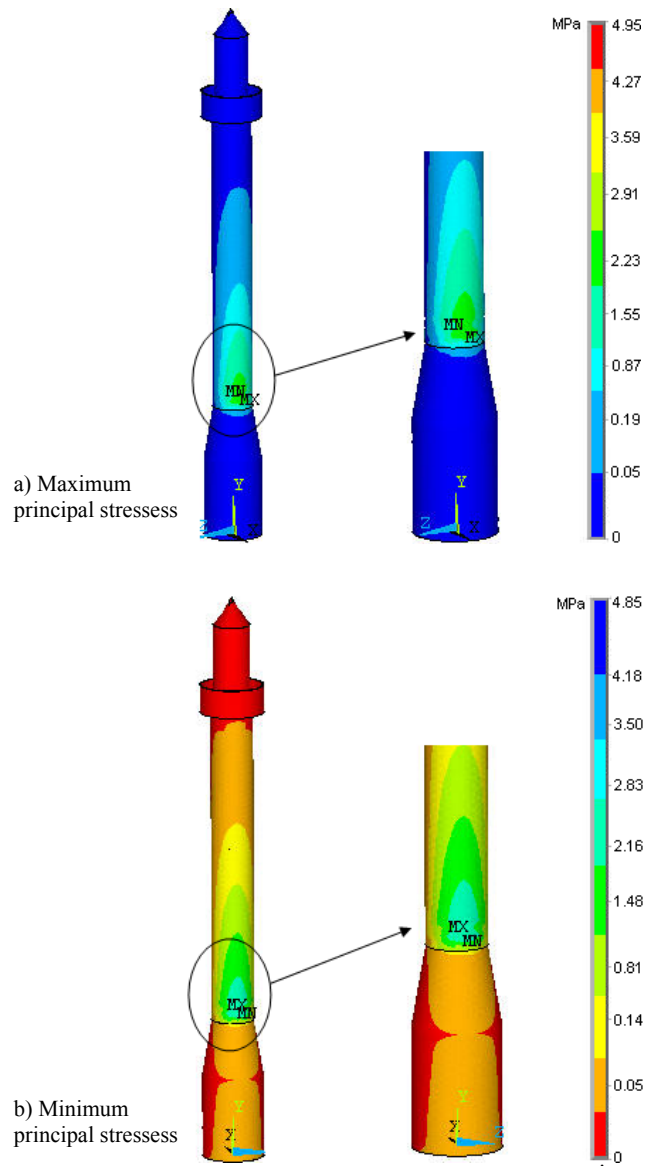 MPa
4.95
4.27
3.59
2.91
2.23
1.55
0.87
0.19
0.05
0
MN
MX
MN
MX
Y
Z
X
Y
Z
X
a) Maximum
principal stressess
MPa
4.85
4.18
3.50
2.83
2.16
1.48
0.81
0.14
0.05
0
MX
MN
MX
MN
Y
X
Y
X
Z
b) Minimum
principal stressess